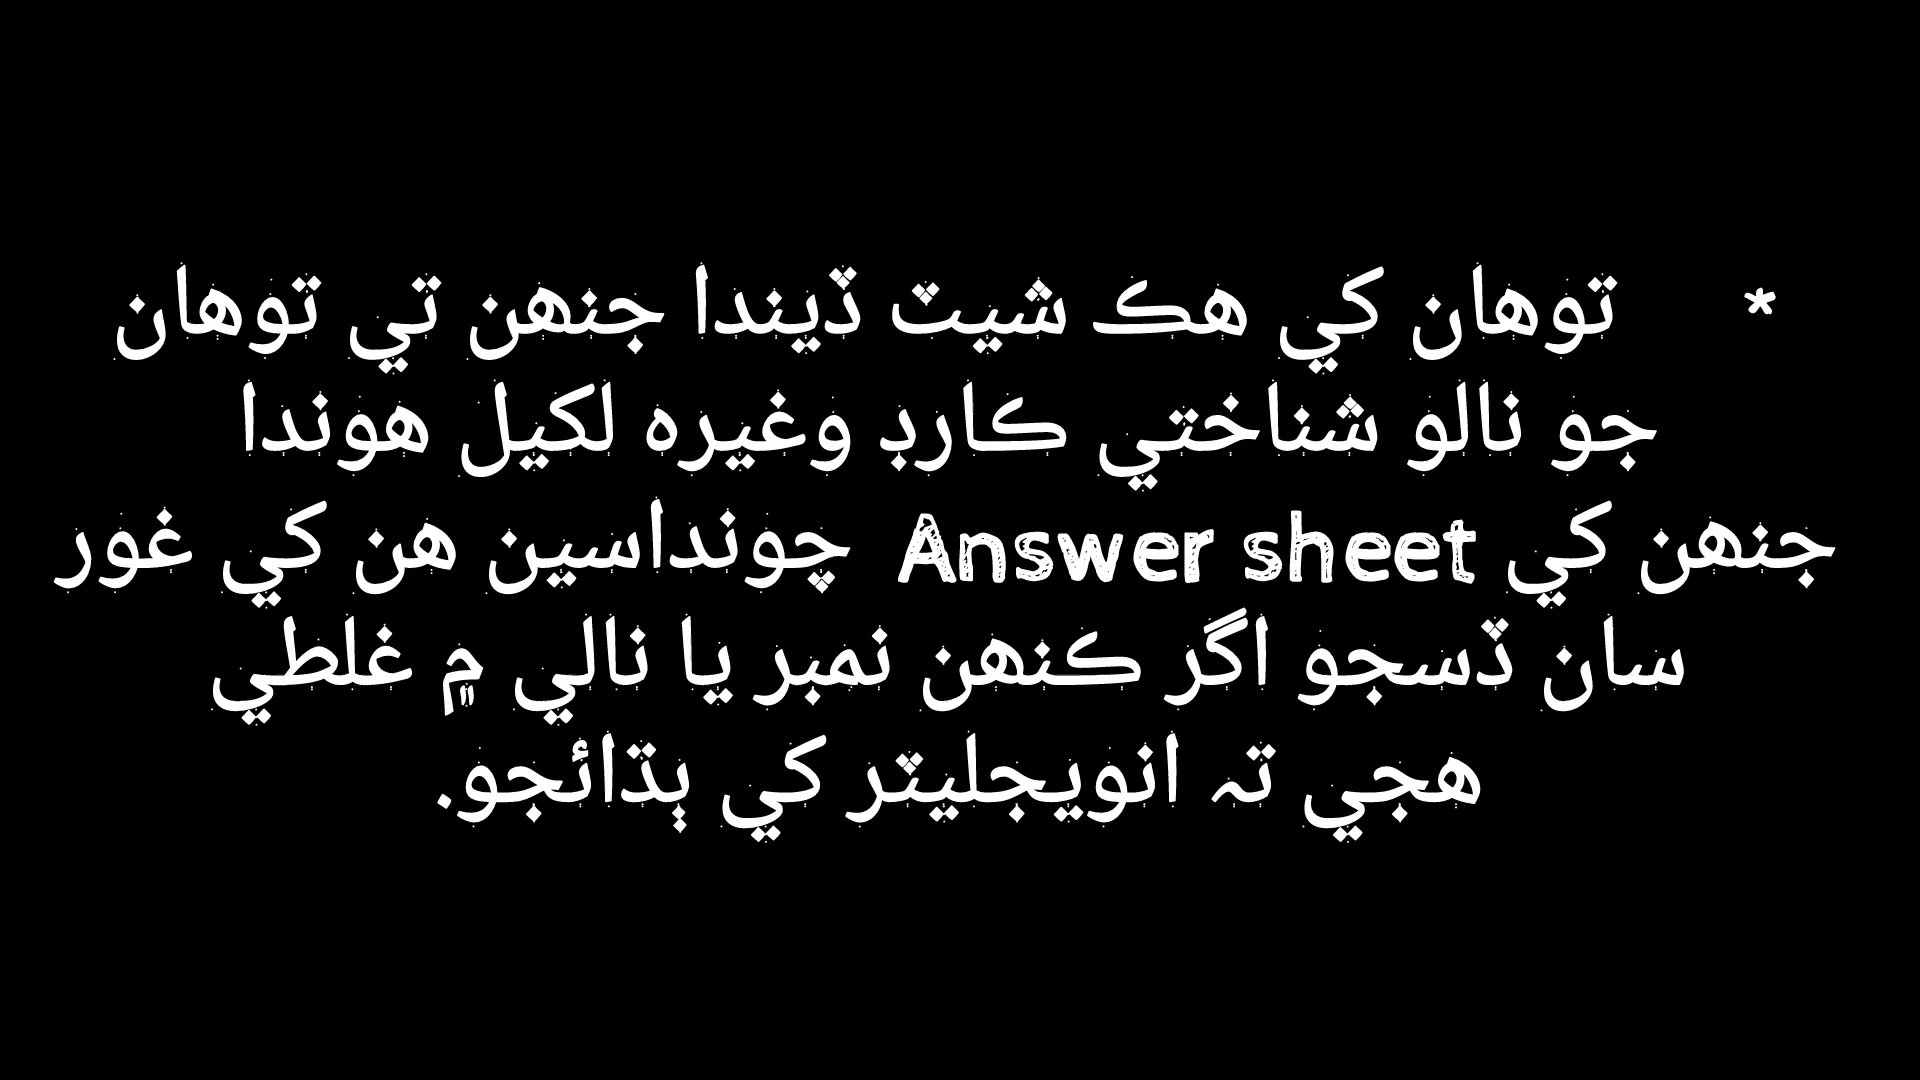 * توهان کي هڪ شيٽ ڏيندا جنهن تي توهان
جو نالو شناختي ڪارڊ وغيره لکيل هوندا
جنهن کي Answer sheet چونداسين هن کي غور
سان ڏسجو اگر ڪنهن نمبر يا نالي ۾ غلطي
هجي تہ انويجليٽر کي ٻڌائجو.